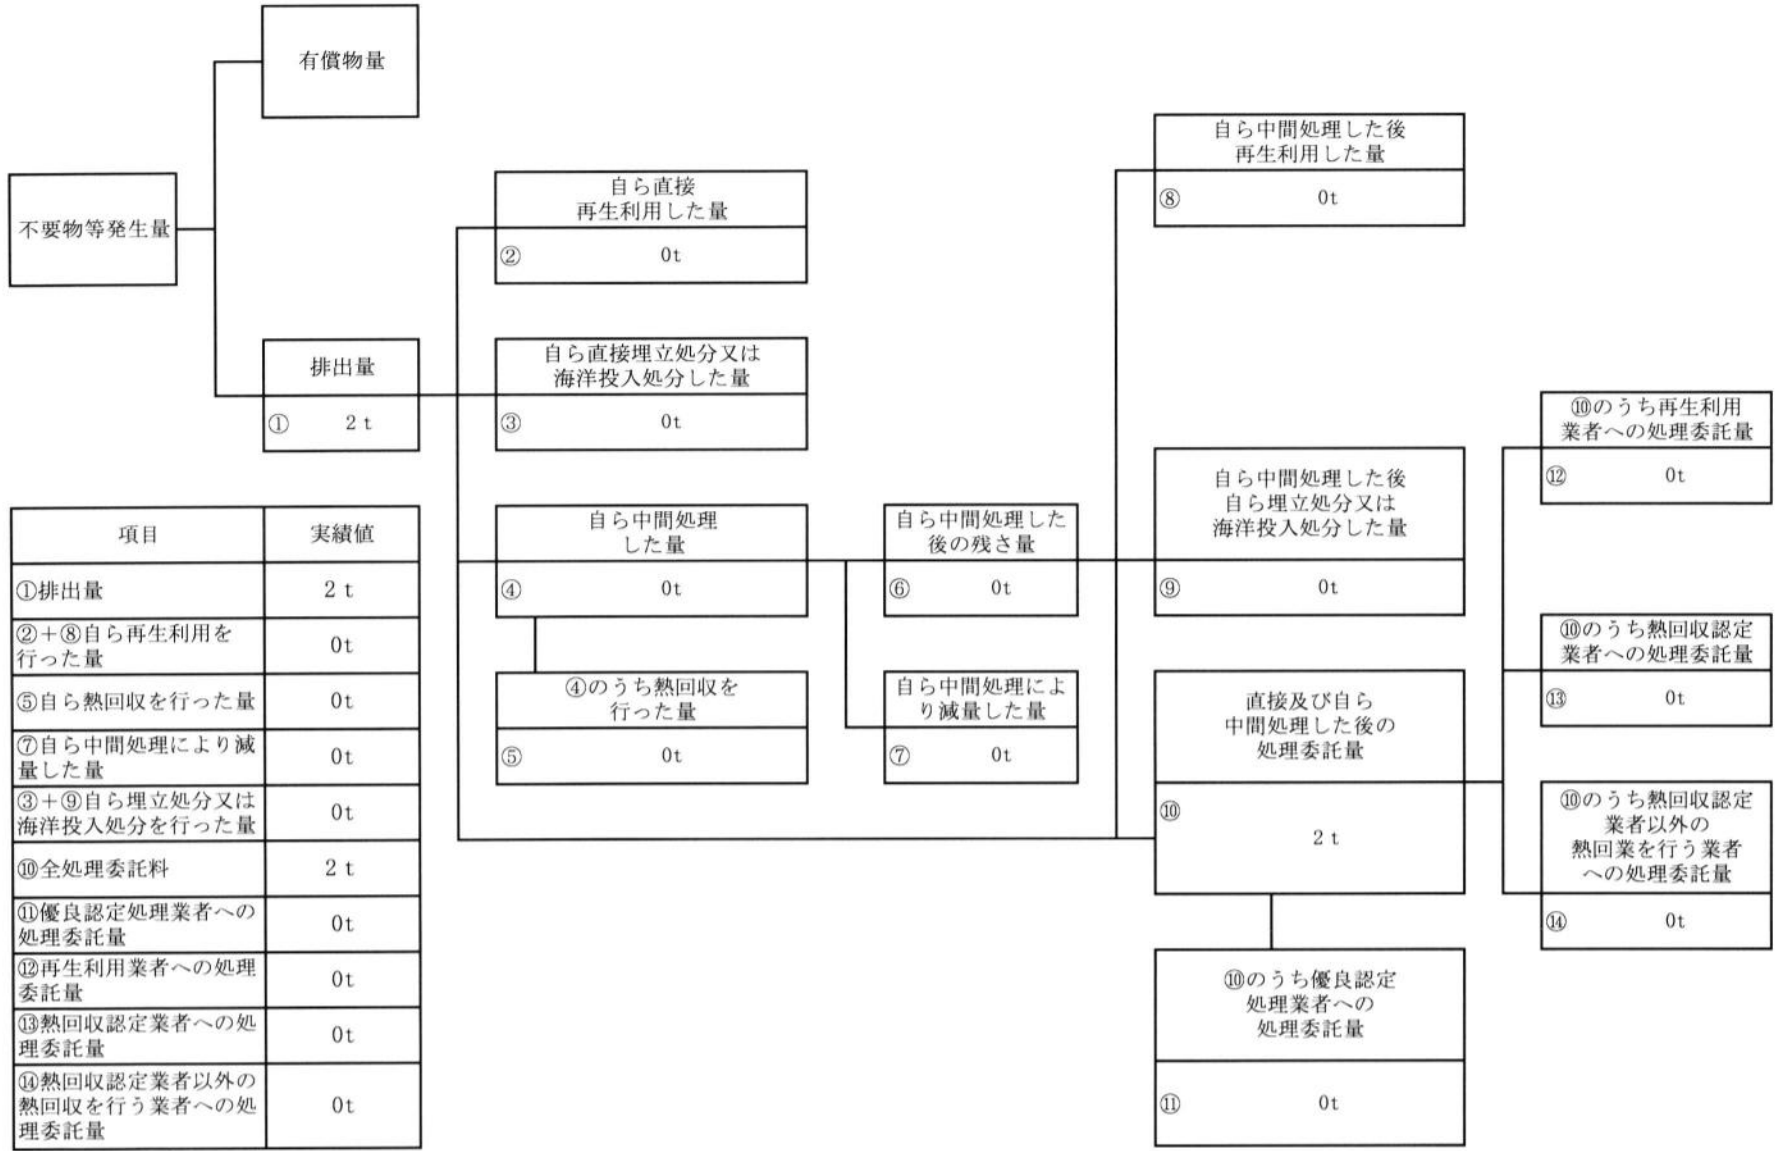 有償物量
不要物等発生量
排出量
① 2 t
自ら直接
再生利用した量
② 0t
自ら直接埋立処分又は
海洋投入処分した量
③ 0t
自ら中間処理
した量
④ 0t
④のうち熱回収を
行った量
⑤ 0t
自ら中間処理した
後の残さ量
⑥ 0t
自ら中間処理によ
り減量した量
⑦ 0t
自ら中間処理した後
再生利用した量
⑧ 0t
自ら中間処理した後
自ら埋立処分又は
海洋投入処分した量
⑨ 0t
直接及び自ら
中間処理した後の
処理委託量
⑩
2 t
⑩のうち優良認定
処理業者への
処理委託量
⑪ 0t
⑩のうち再生利用
業者への処理委託量
⑫ 0t
⑩のうち熱回収認定
業者への処理委託量
⑬ 0t
⑩のうち熱回収認定
業者以外の
熱回業を行う業者
への処理委託量
⑭ 0t
項目 実績値
①排出量 2 t
②＋⑧自ら再生利用を
行った量 0t
⑤自ら熱回収を行った量 0t
⑦自ら中間処理により減
量した量 0t
③＋⑨自ら埋立処分又は
海洋投入処分を行った量 0t
⑩全処理委託料 2 t
⑪優良認定処理業者への
処理委託量 0t
⑫再生利用業者への処理
委託量 0t
⑬熱回収認定業者への処
理委託量 0t
⑭熱回収認定業者以外の
熱回収を行う業者への処
理委託量 0t